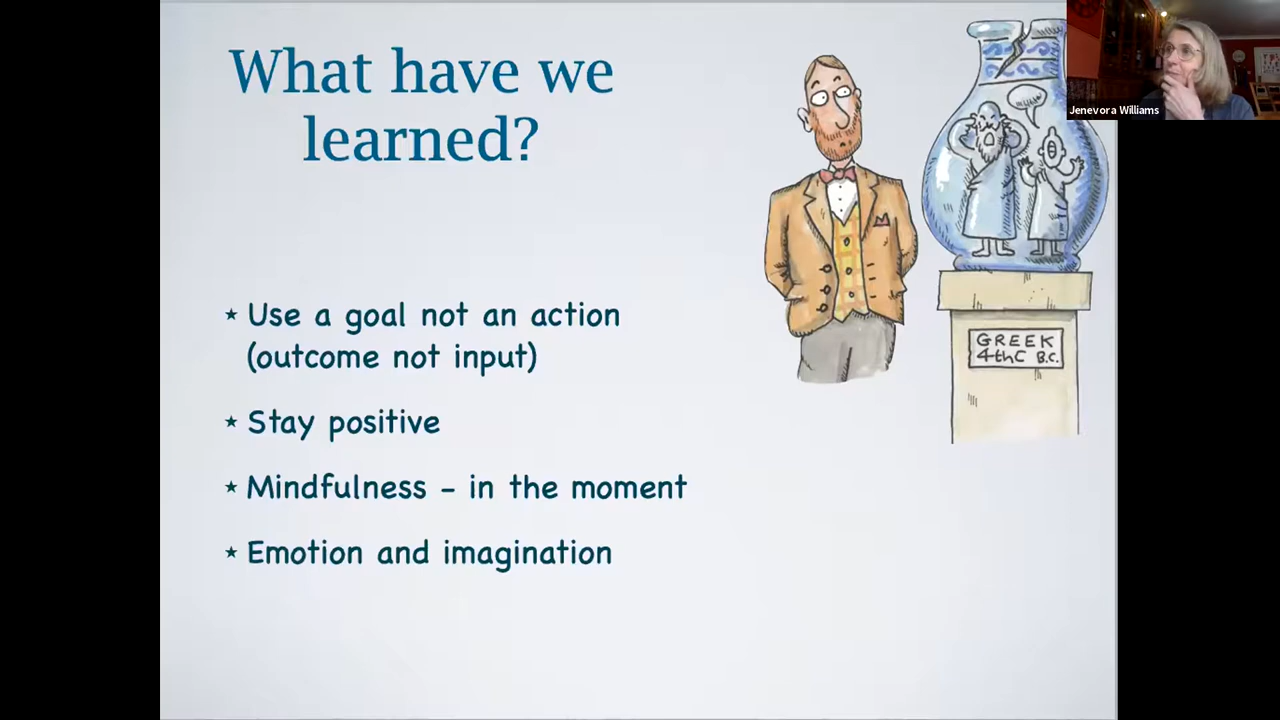 What have we
learned?
★ Use a goal not an action
(outcome not input)
★ Stay positive
★ Mindfulness – in the moment
★ Emotion and imagination
GREEK
4thC B.C.
Jenevora Williams